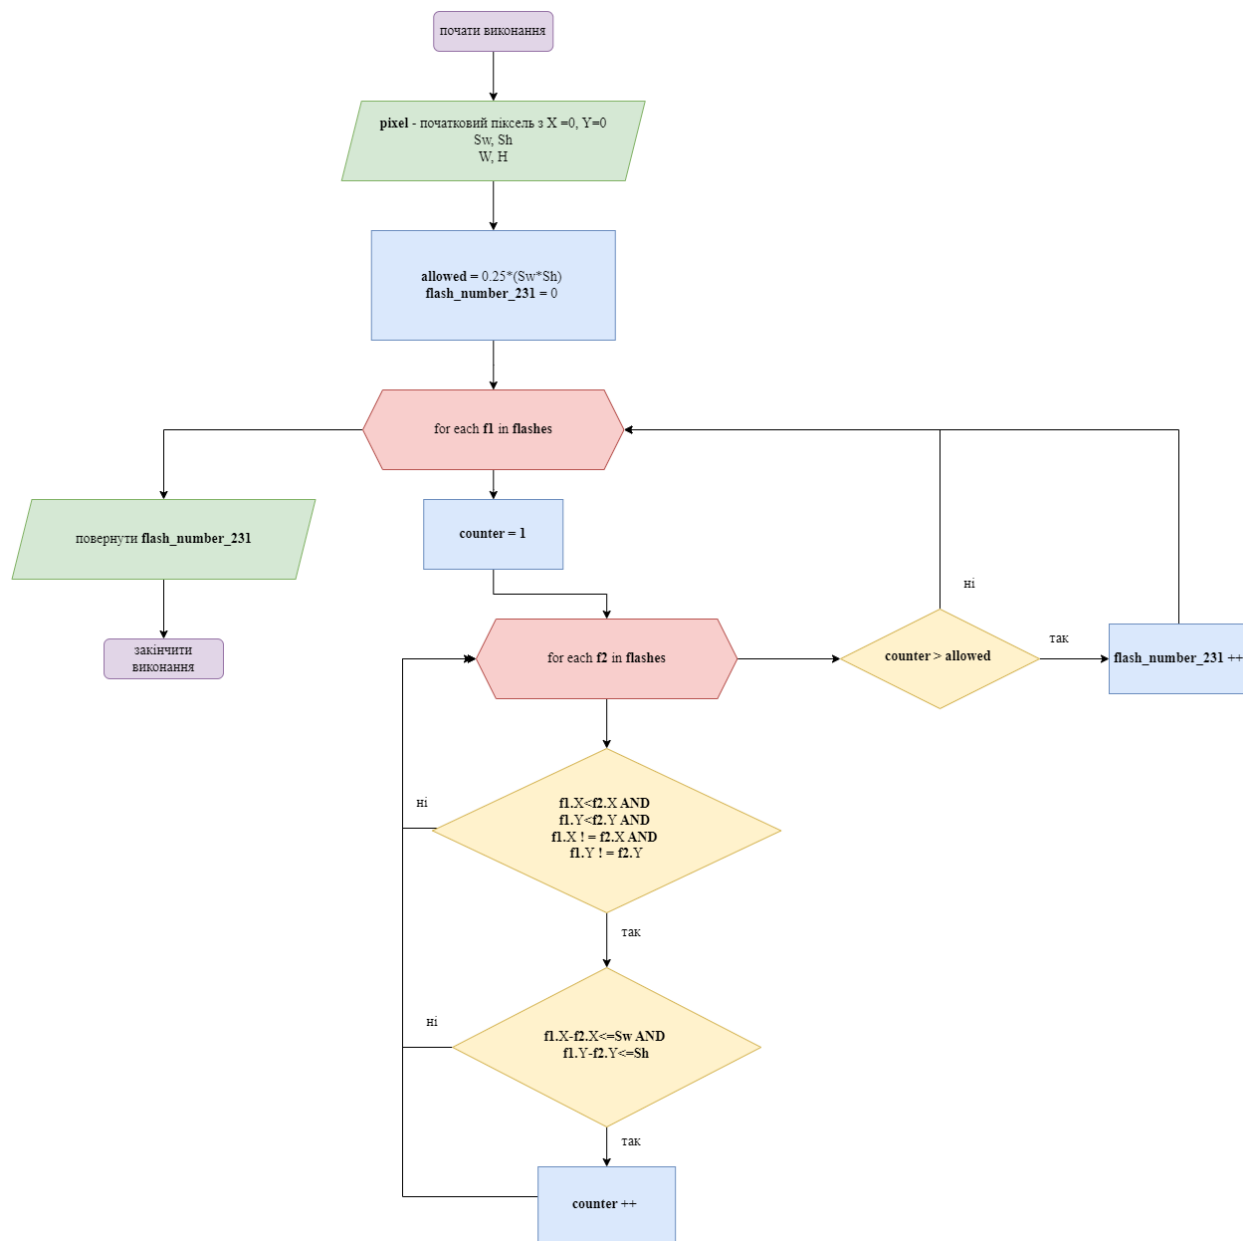 почати виконання
pixel - початковий піксель з X =0, Y=0
Sw, Sh
W, H
allowed = 0.25*(Sw*Sh)
flash_number_231 = 0
for each f1 in flashes
повернути flash_number_231
закінчити
виконання
counter = 1
for each f2 in flashes
counter > allowed
ні
так
flash_number_231 ++
ні
f1.X<f2.X AND
f1.Y<f2.Y AND
f1.X ! = f2.X AND
f1.Y ! = f2.Y
так
ні
f1.X-f2.X<=Sw AND
f1.Y-f2.Y<=Sh
так
counter ++